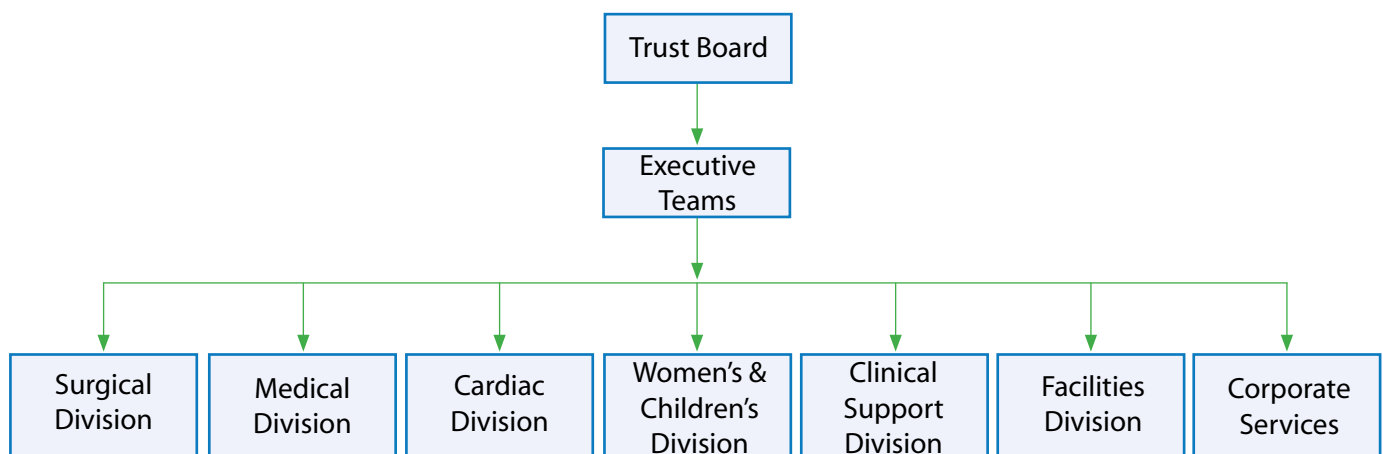 Trust Board
Executive
Teams
Surgical
Division
Medical
Division
Cardiac
Division
Women’s &
Children’s
Division
Clinical
Support
Division
Facilities
Division
Corporate
Services